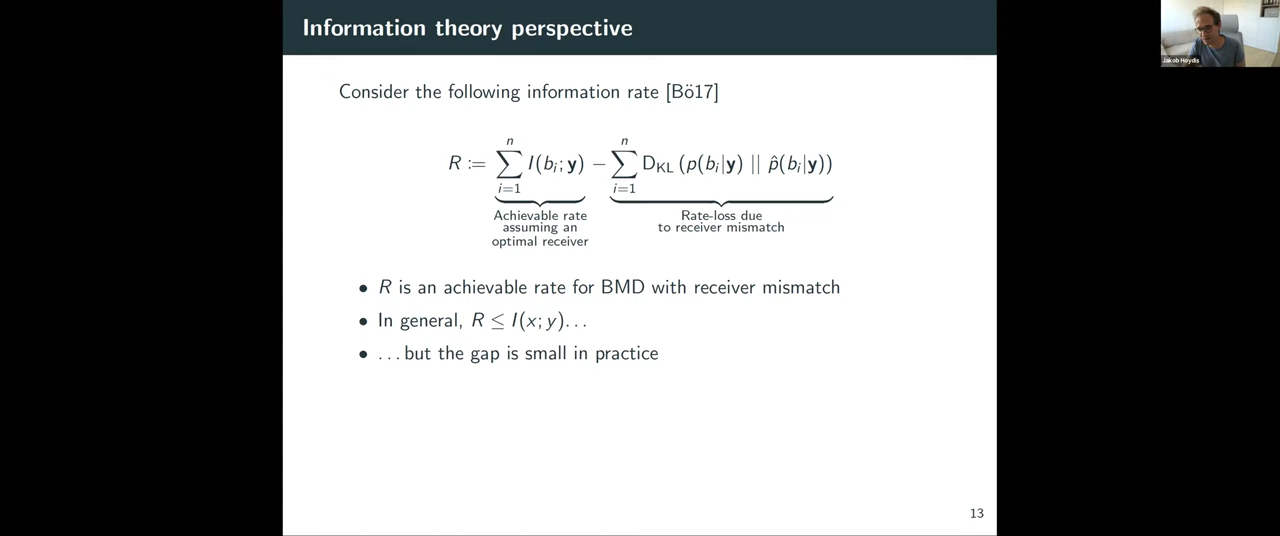 Information theory perspective
Jakob Hoydis
Consider the following information rate [Bö17]
R := ∑_{i=1}^{n} I(b_i; y) − ∑_{i=1}^{n} D_KL (p(b_i|y) || p̂(b_i|y))
Achievable rate
assuming an
optimal receiver
Rate-loss due
to receiver mismatch
• R is an achievable rate for BMD with receiver mismatch
• In general, R ≤ I(x; y)...
• ...but the gap is small in practice
13